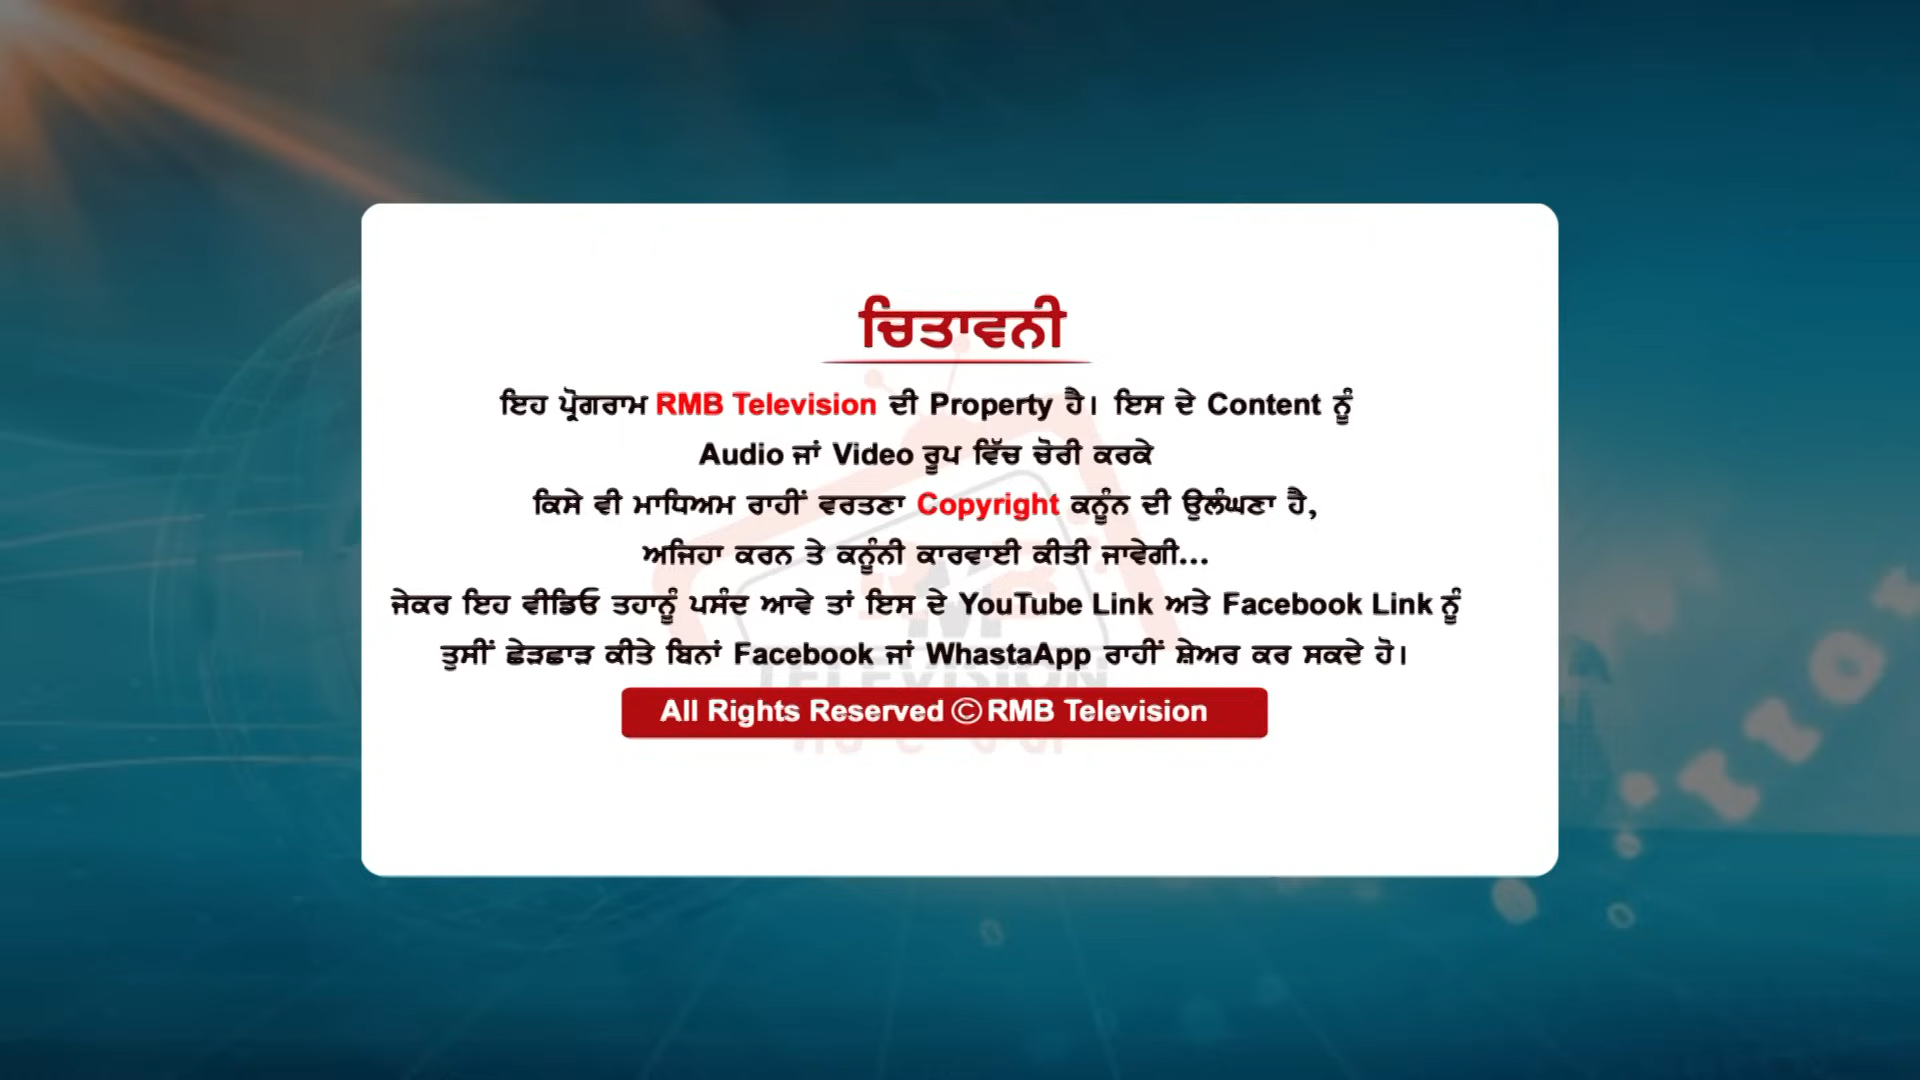 ਚਿਤਾਵਨੀ
ਇਹ ਪ੍ਰੋਗਰਾਮ RMB Television ਦੀ Property ਹੈ। ਇਸ ਦੇ Content ਨੂੰ
Audio ਜਾਂ Video ਰੂਪ ਵਿੱਚ ਚੋਰੀ ਕਰਕੇ
ਕਿਸੇ ਵੀ ਮਾਧਿਅਮ ਰਾਹੀਂ ਵਰਤਣਾ Copyright ਕਨੂੰਨ ਦੀ ਉਲੰਘਣਾ ਹੈ,
ਅਜਿਹਾ ਕਰਨ ਤੇ ਕਨੂੰਨੀ ਕਾਰਵਾਈ ਕੀਤੀ ਜਾਵੇਗੀ...
ਜੇਕਰ ਇਹ ਵੀਡਿਓ ਤਹਾਨੂੰ ਪਸੰਦ ਆਵੇ ਤਾਂ ਇਸ ਦੇ YouTube Link ਅਤੇ Facebook Link ਨੂੰ
ਤੁਸੀਂ ਛੇੜਛਾੜ ਕੀਤੇ ਬਿਨਾਂ Facebook ਜਾਂ WhastaApp ਰਾਹੀਂ ਸ਼ੇਅਰ ਕਰ ਸਕਦੇ ਹੋ।
TELEVISION
All Rights Reserved © RMB Television